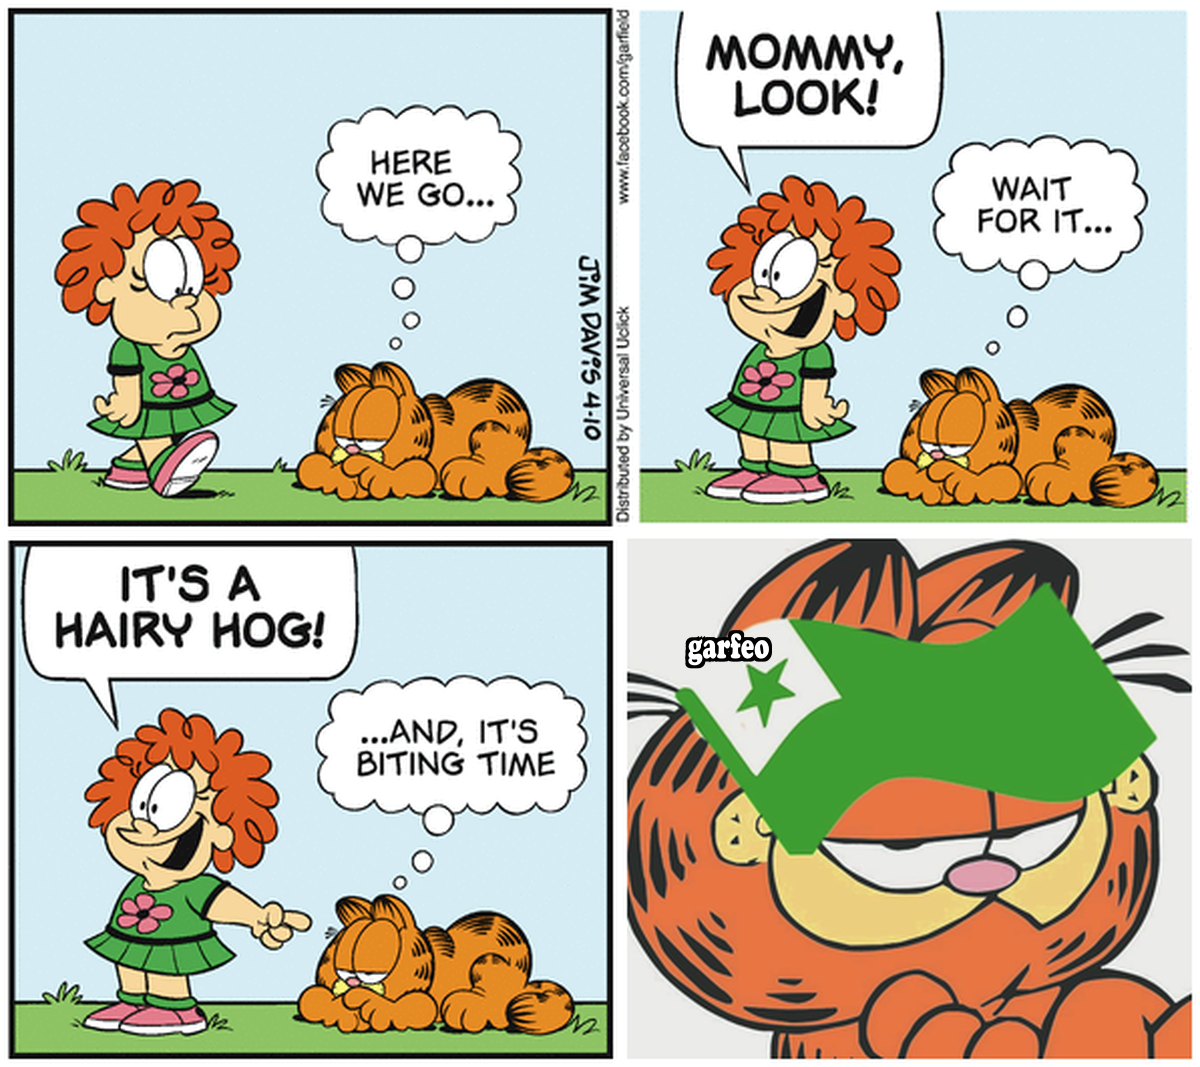 HERE
WE GO...
JIM DAVIS 4-10
www.facebook.com/garfield
Distributed by Universal Uclick
MOMMY,
LOOK!
WAIT
FOR IT...
IT'S A
HAIRY HOG!
...AND, IT'S
BITING TIME
garfeo